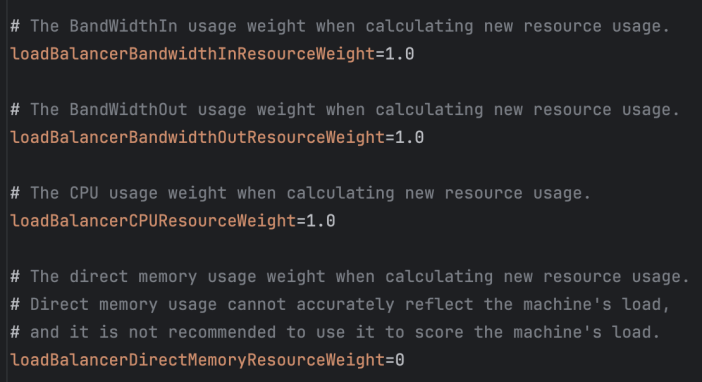 # The BandWidthIn usage weight when calculating new resource usage.
loadBalancerBandwidthInResourceWeight=1.0
# The BandWidthOut usage weight when calculating new resource usage.
loadBalancerBandwidthOutResourceWeight=1.0
# The CPU usage weight when calculating new resource usage.
loadBalancerCPUResourceWeight=1.0
# The direct memory usage weight when calculating new resource usage.
# Direct memory usage cannot accurately reflect the machine's load,
# and it is not recommended to use it to score the machine's load.
loadBalancerDirectMemoryResourceWeight=0